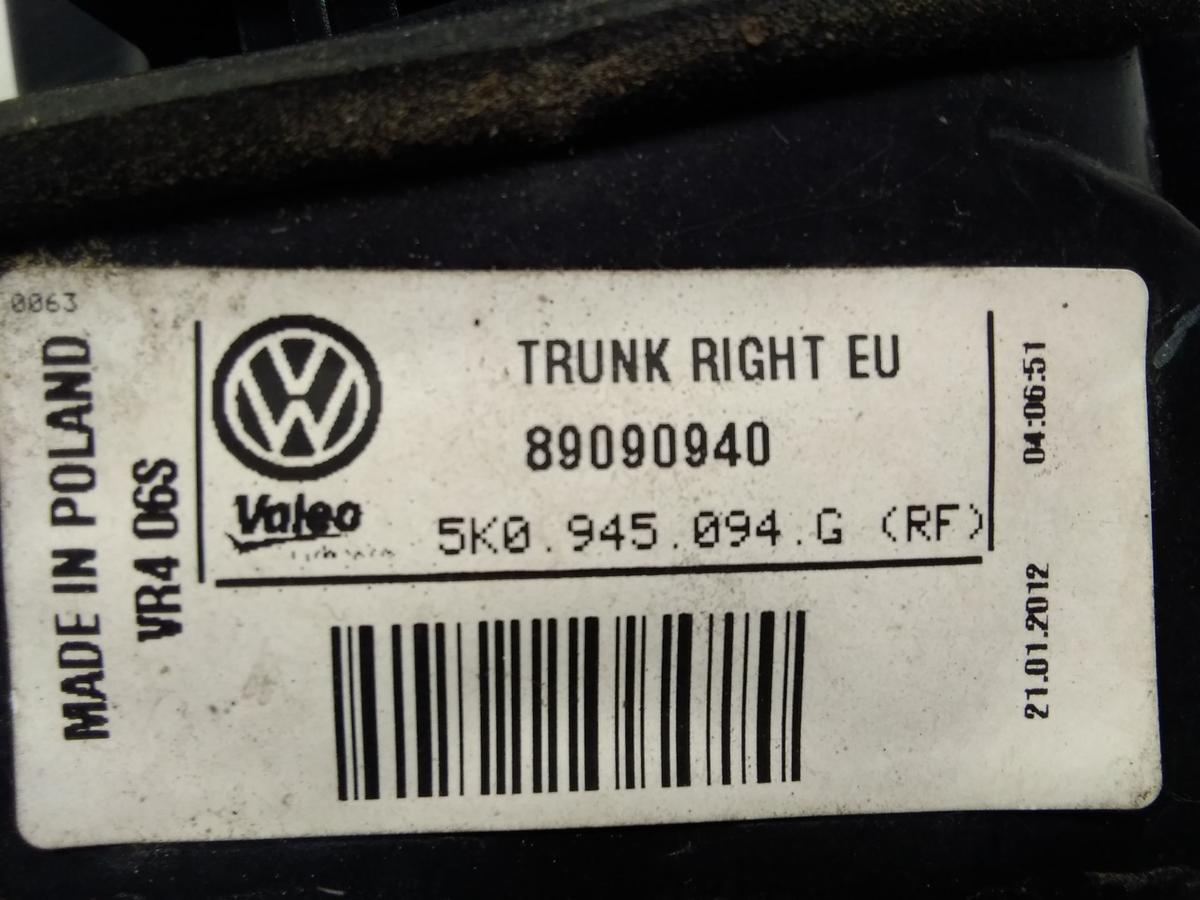 0063
MADE IN POLAND
VR4 06S
TRUNK RIGHT EU
89090940
Valeo
5K0.945.094.G (RF)
04:06:51
21.01.2012